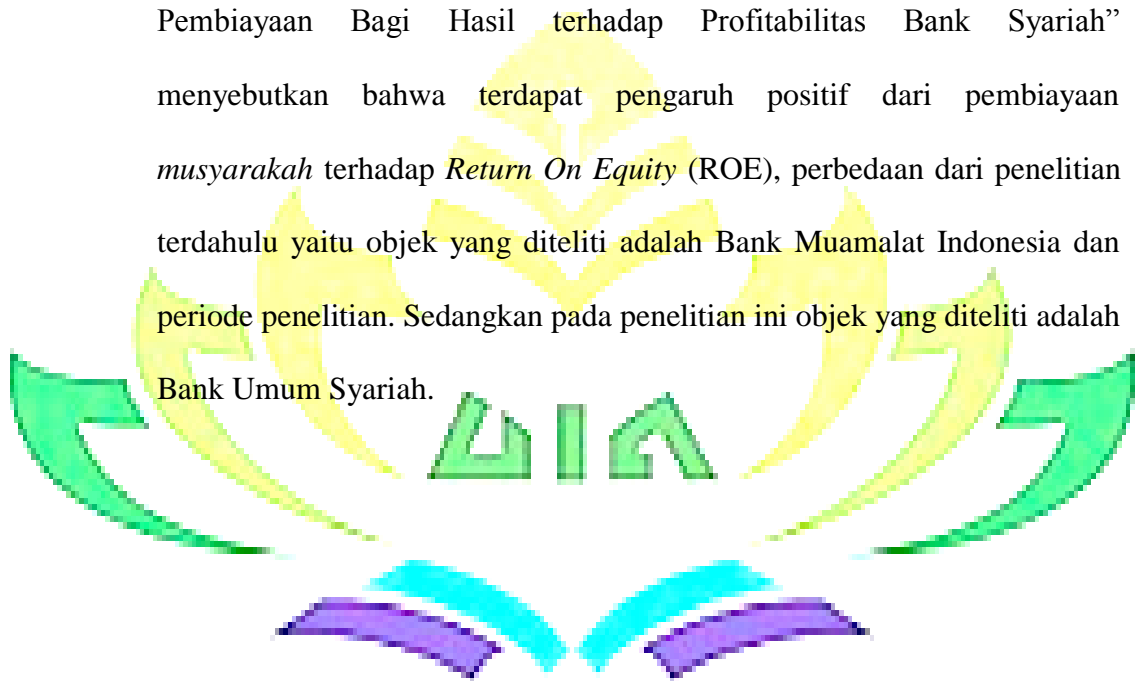 Pembiayaan Bagi Hasil terhadap Profitabilitas Bank Syariah”
menyebutkan bahwa terdapat pengaruh positif dari pembiayaan
musyarakah terhadap Return On Equity (ROE), perbedaan dari penelitian
terdahulu yaitu objek yang diteliti adalah Bank Muamalat Indonesia dan
periode penelitian. Sedangkan pada penelitian ini objek yang diteliti adalah
Bank Umum Syariah.